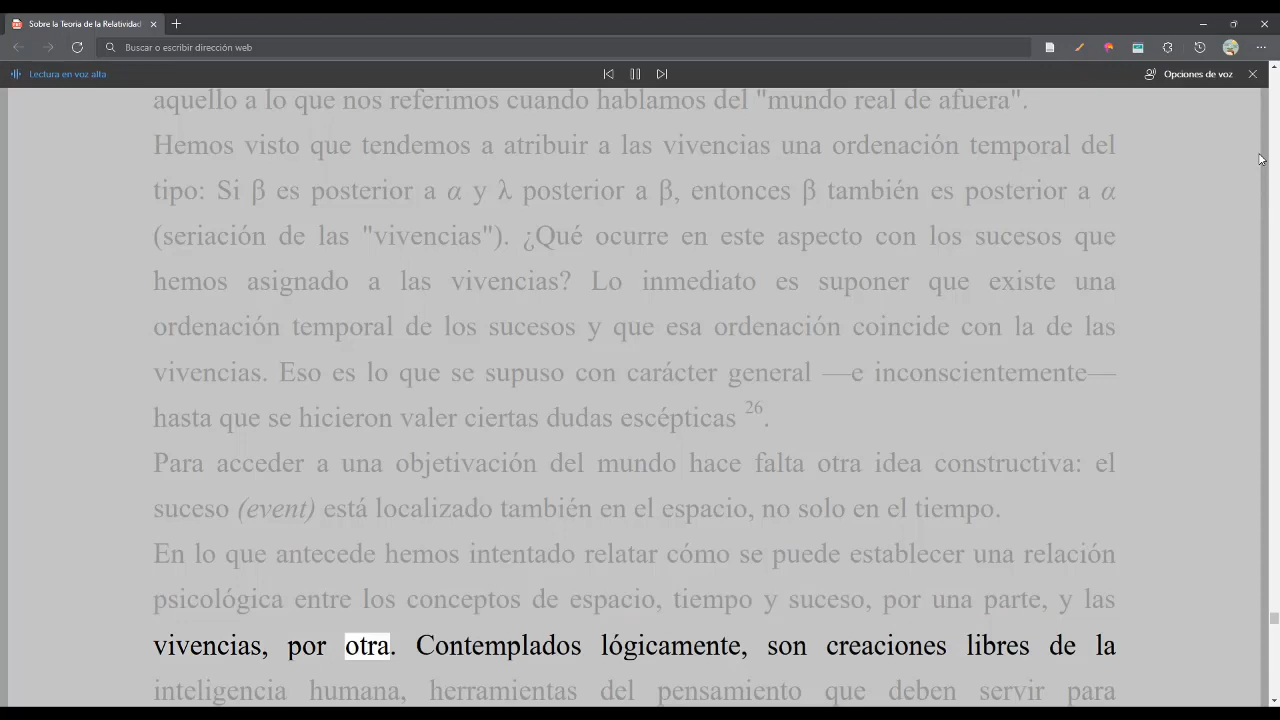 Sobre la Teoria de la Relatividad
Buscar o escribir dirección web
Lectura en voz alta
Opciones de voz
aquello a lo que nos referimos cuando hablamos del "mundo real de afuera".
Hemos visto que tendemos a atribuir a las vivencias una ordenación temporal del
tipo: Si β es posterior a α y λ posterior a β, entonces β también es posterior a α
(seriación de las "vivencias"). ¿Qué ocurre en este aspecto con los sucesos que
hemos asignado a las vivencias? Lo inmediato es suponer que existe una
ordenación temporal de los sucesos y que esa ordenación coincide con la de las
vivencias. Eso es lo que se supuso con carácter general —e inconscientemente—
hasta que se hicieron valer ciertas dudas escépticas 26.
Para acceder a una objetivación del mundo hace falta otra idea constructiva: el
suceso (event) está localizado también en el espacio, no solo en el tiempo.
En lo que antecede hemos intentado relatar cómo se puede establecer una relación
psicológica entre los conceptos de espacio, tiempo y suceso, por una parte, y las
vivencias, por otra. Contemplados lógicamente, son creaciones libres de la
inteligencia humana, herramientas del pensamiento que deben servir para